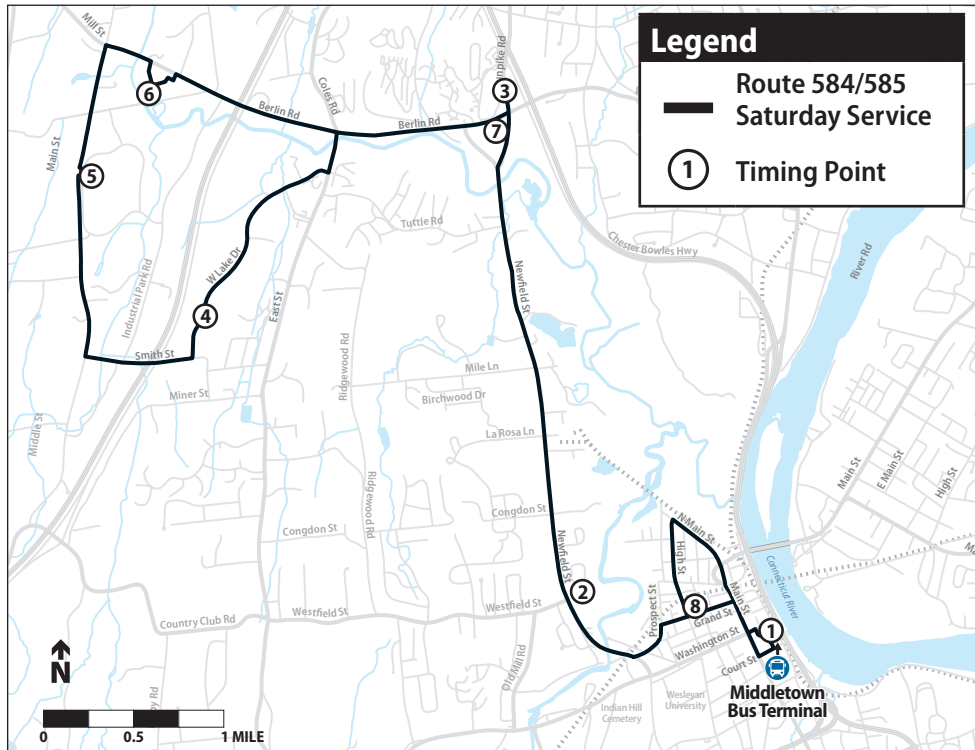 Legend
Route 584/585
Saturday Service
1 Timing Point
Mill St
6
Coles Rd
3
Berlin Rd
Berlin Rd
7
Main St
5
Tuttle Rd
Chester Bowles Hwy
River Rd
W Lake Dr
Industrial Park Rd
East St
Newfield St
4
Smith St
Ridgewood Rd
Mile Ln
Miner St
Birchwood Dr
Middle St
La Rosa Ln
Main St
E Main St
High St
Ridgewood Rd
Congdon St
N Main St
Newfield St
High St
Connecticut River
2
Prospect St
Main St
Westfield St
Westfield St
8
Grand St
Country Club Rd
1
Washington St
Court St
Old Mill Rd
N
Middletown
Bus Terminal
Wesleyan
University
Indian Hill
Cemetery
0 0.5 1 MILE